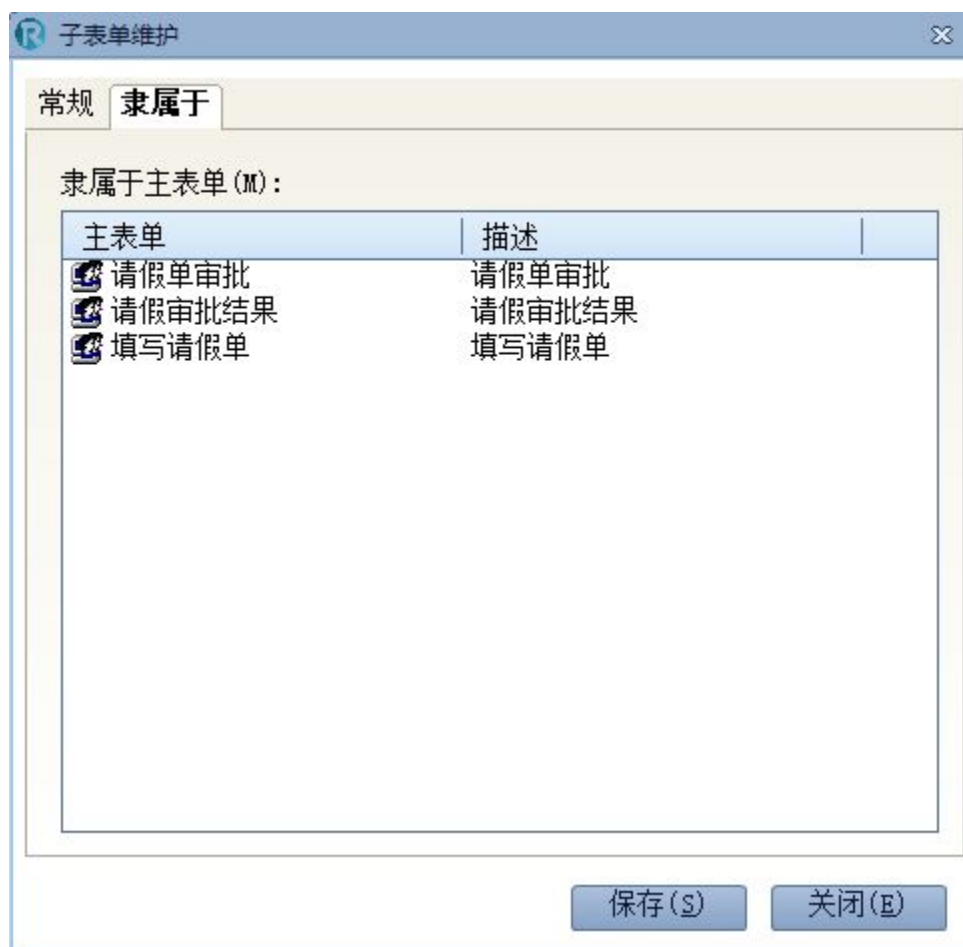 子表单维护
常规 隶属于
隶属于主表单(M):
主表单 描述
请假单审批 请假单审批
请假审批结果 请假审批结果
填写请假单 填写请假单
保存(S) 关闭(E)